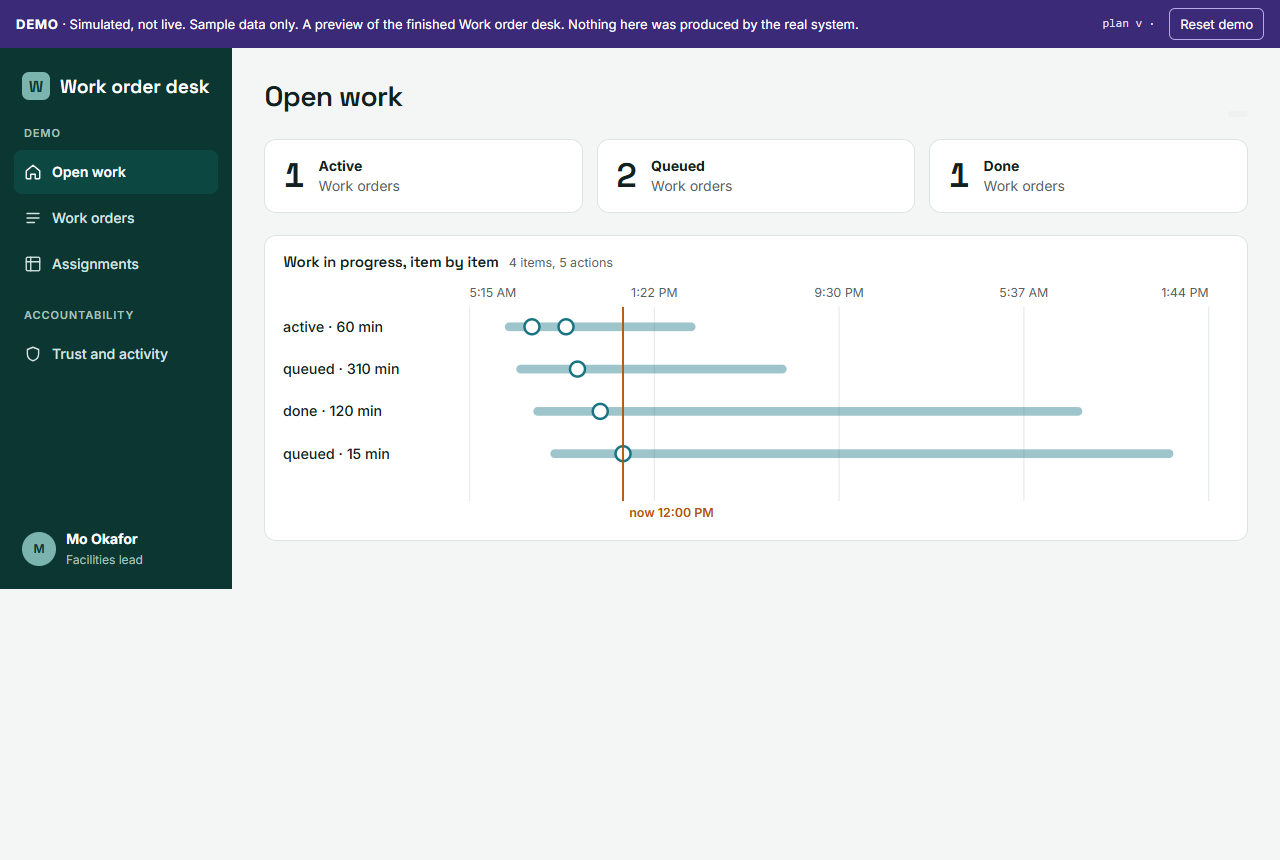 DEMO · Simulated, not live. Sample data only. A preview of the finished Work order desk. Nothing here was produced by the real system.
plan v ·
Reset demo
W
Work order desk
DEMO
Open work
Work orders
Assignments
ACCOUNTABILITY
Trust and activity
M
Mo Okafor
Facilities lead
Open work
1
Active
Work orders
2
Queued
Work orders
1
Done
Work orders
Work in progress, item by item 4 items, 5 actions
5:15 AM 1:22 PM 9:30 PM 5:37 AM 1:44 PM
active · 60 min
queued · 310 min
done · 120 min
queued · 15 min
now 12:00 PM